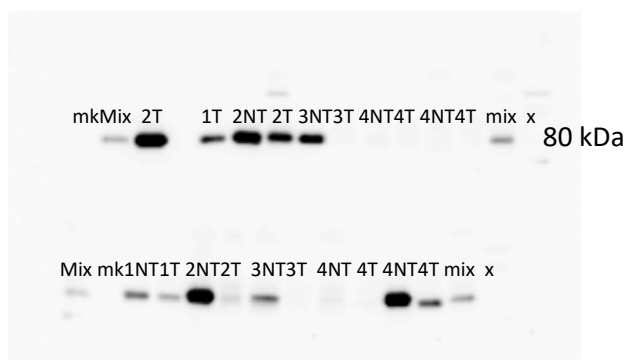 mkMix 2T 1T 2NT 2T 3NT3T 4NT4T 4NT4T mix x
80 kDa
Mix mk1NT1T 2NT2T 3NT3T 4NT 4T 4NT4T mix x